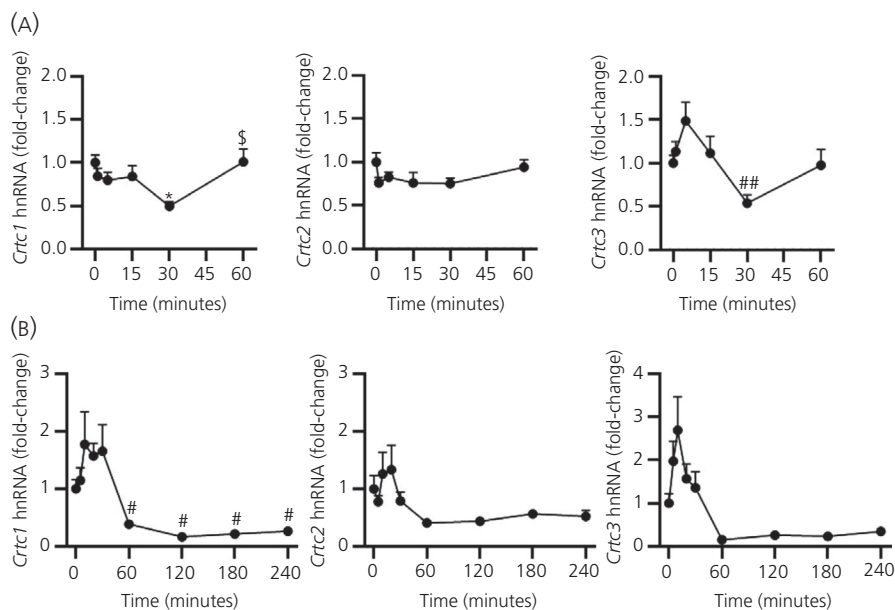 (A)
Crtc1 hnRNA (fold-change)
2.0
1.5
1.0
0.5
0.0
$
*
0 15 30 45 60
Time (minutes)
Crtc2 hnRNA (fold-change)
2.0
1.5
1.0
0.5
0.0
0 15 30 45 60
Time (minutes)
Crtc3 hnRNA (fold-change)
2.0
1.5
1.0
0.5
0.0
##
0 15 30 45 60
Time (minutes)
(B)
Crtc1 hnRNA (fold-change)
3
2
1
0
# # # #
0 60 120 180 240
Time (minutes)
Crtc2 hnRNA (fold-change)
3
2
1
0
0 60 120 180 240
Time (minutes)
Crtc3 hnRNA (fold-change)
4
3
2
1
0
0 60 120 180 240
Time (minutes)